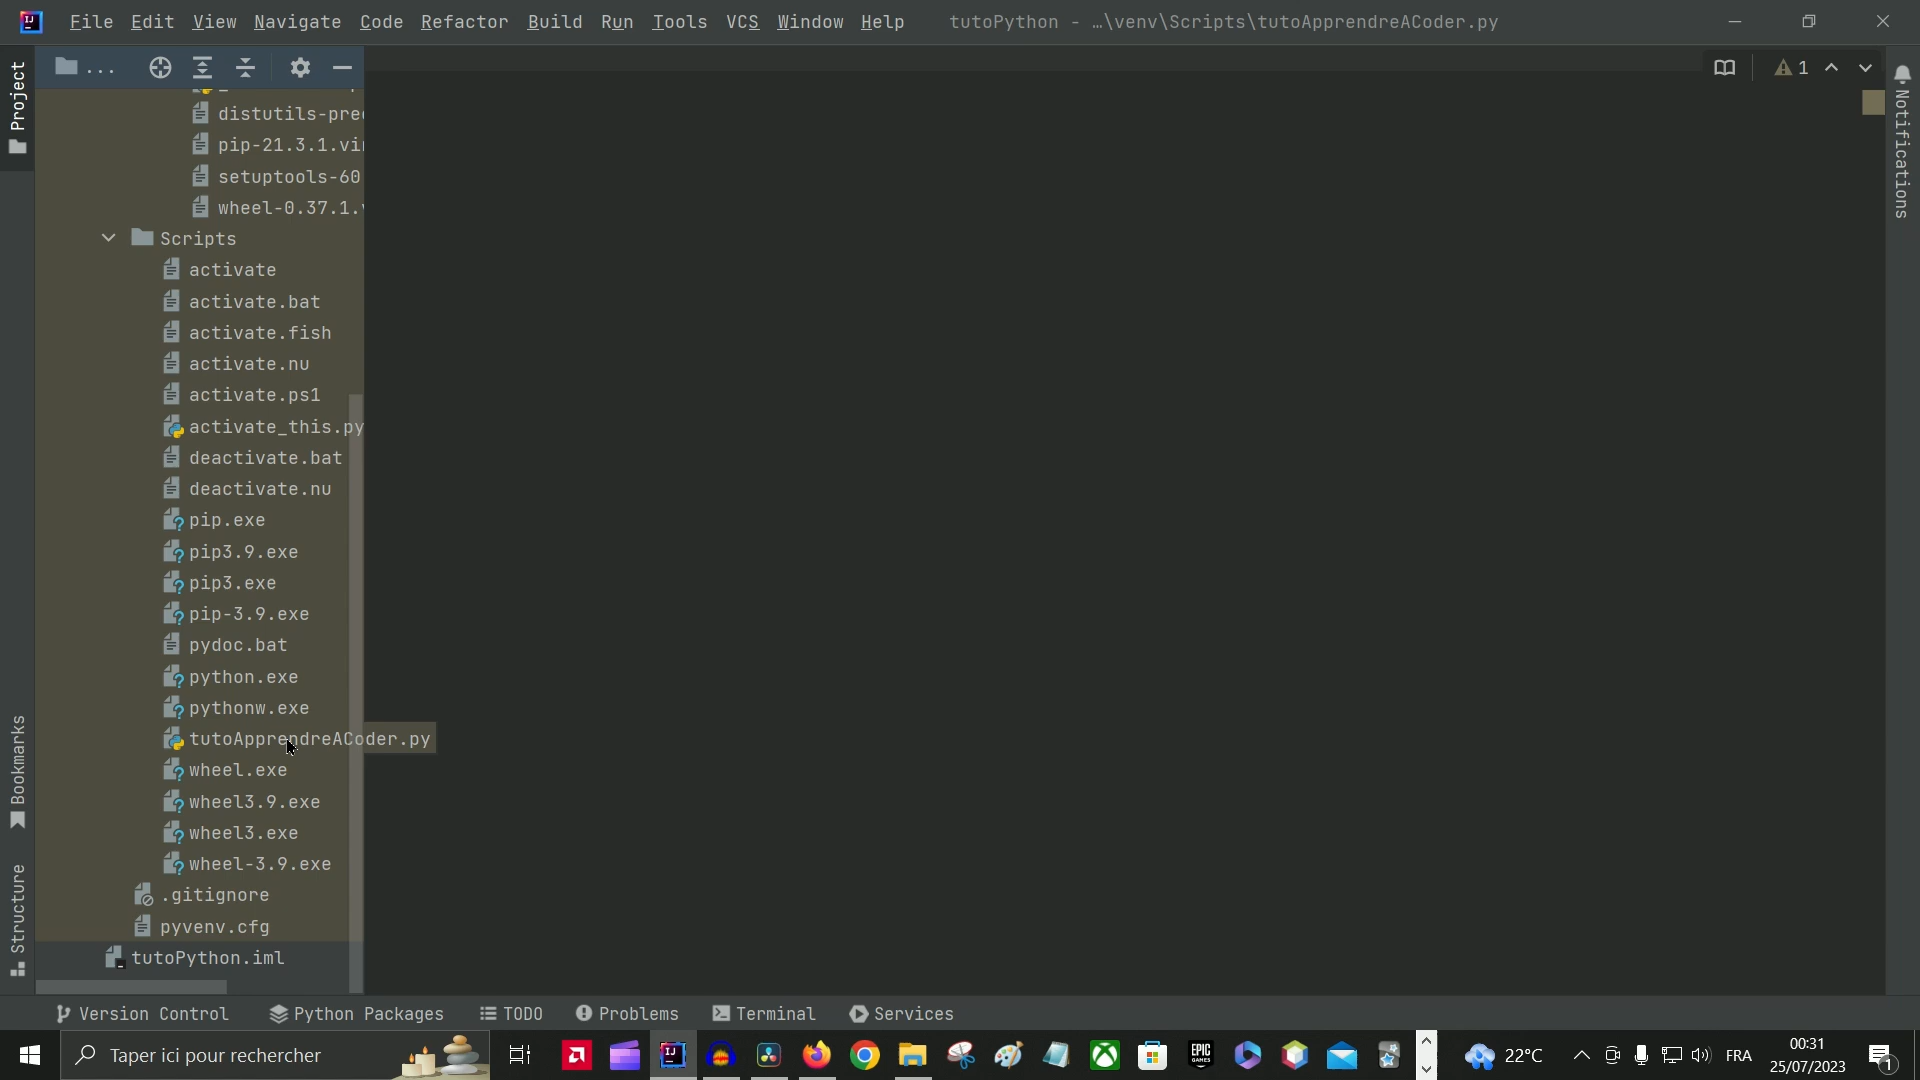 File Edit View Navigate Code Refactor Build Run Tools VCS Window Help tutoPython - …\venv\Scripts\tutoApprendreACoder.py
Project
...
1
Notifications
distutils-pre
pip-21.3.1.vi
setuptools-60
wheel-0.37.1.
Scripts
activate
activate.bat
activate.fish
activate.nu
activate.ps1
activate_this.py
deactivate.bat
deactivate.nu
pip.exe
pip3.9.exe
pip3.exe
pip-3.9.exe
pydoc.bat
python.exe
pythonw.exe
tutoApprendreACoder.py
wheel.exe
wheel3.9.exe
wheel3.exe
wheel-3.9.exe
.gitignore
pyvenv.cfg
tutoPython.iml
Bookmarks
Structure
Version Control Python Packages TODO Problems Terminal Services
Taper ici pour rechercher
EPIC
GAMES
22°C
FRA
00:31
25/07/2023
1